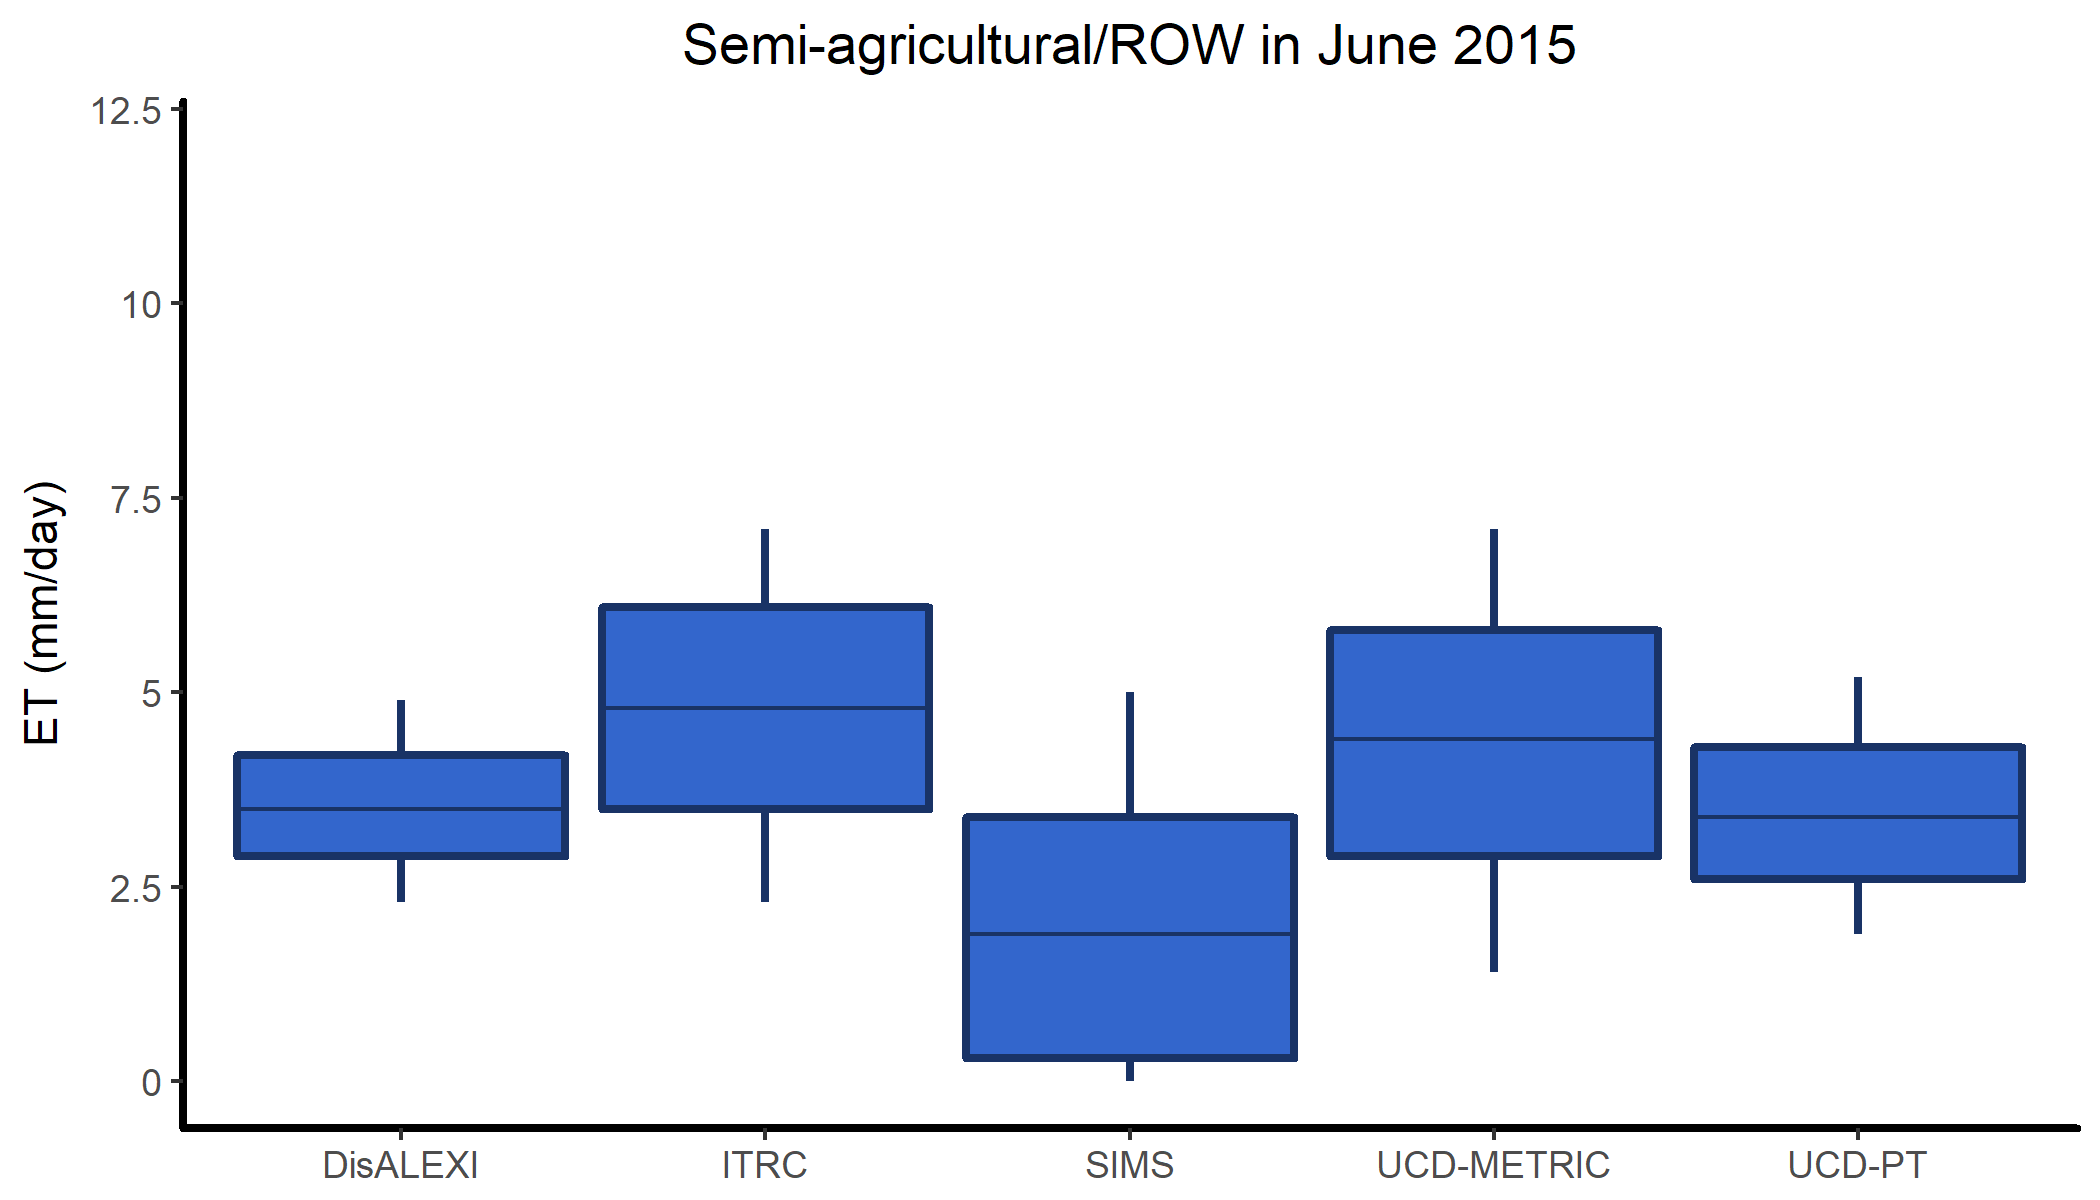 Semi-agricultural/ROW in June 2015
12.5
10
7.5
5
2.5
0
ET (mm/day)
DisALEXI
ITRC
SIMS
UCD-METRIC
UCD-PT